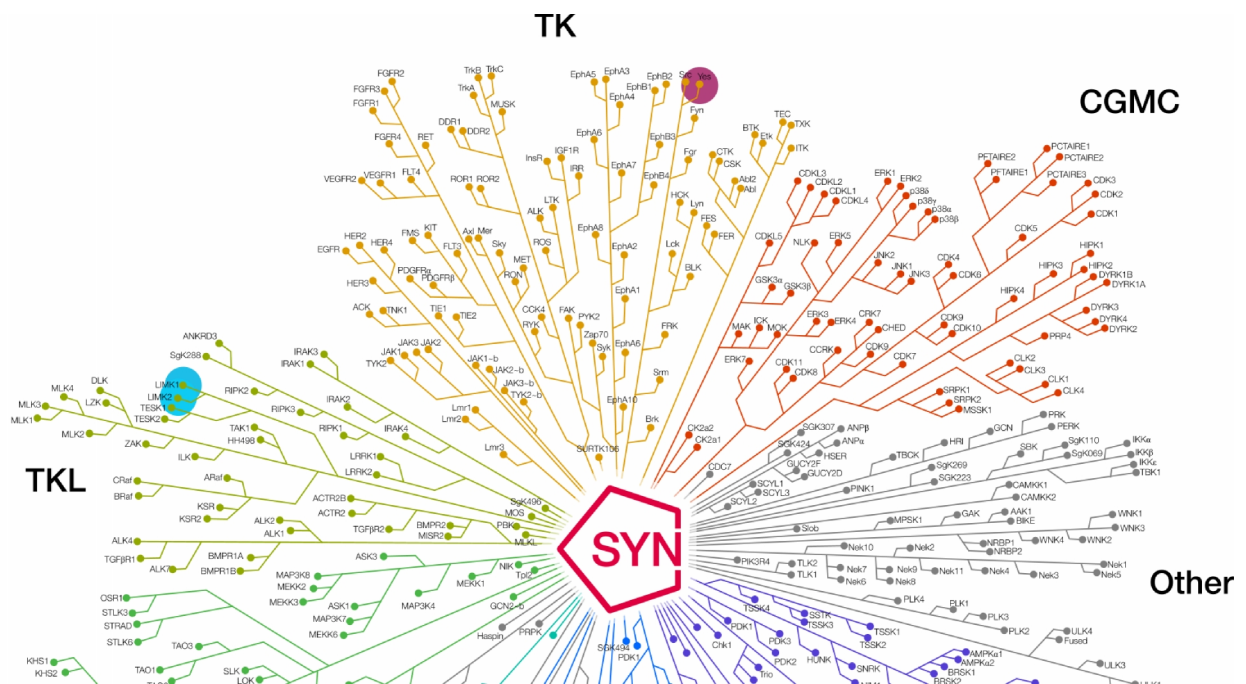 TK
CGMC
TKL
Other
SYN
FGFR2
FGFR3
FGFR1
FGFR4
RET
VEGFR2
VEGFR1
FLT4
TrkB
TrkC
TrkA
MUSK
DDR1
DDR2
ROR1
ROR2
HER2
EGFR
HER4
HER3
FMS
KIT
FLT3
PDGFRα
PDGFRβ
Axl
Mer
Sky
MET
RON
ACK
TNK1
TIE1
TIE2
JAK3
JAK2
JAK1
TYK2
JAK1~b
JAK2~b
JAK3~b
TYK2~b
Lmr1
Lmr2
Lmr3
InsR
IGF1R
IRR
LTK
ALK
ROS
CCK4
RYK
FAK
PYK2
Zap70
Syk
SURTK106
EphA5
EphA3
EphA4
EphA6
EphA7
EphA8
EphA2
EphA1
EphA6
EphA10
EphB2
EphB1
EphB3
EphB4
Src
Yes
Fyn
Fgr
HCK
Lyn
Lck
BLK
FRK
Srm
Brk
CTK
CSK
Abl2
Abl
FES
FER
TEC
TXK
BTK
Etk
ITK
CDKL3
CDKL2
CDKL1
CDKL4
CDKL5
ERK1
ERK2
p38δ
p38γ
p38α
p38β
NLK
ERK5
JNK2
JNK1
JNK3
GSK3α
GSK3β
ERK3
ERK4
MAK
ICK
MOK
ERK7
PCTAIRE1
PCTAIRE2
PFTAIRE2
PFTAIRE1
PCTAIRE3
CDK3
CDK2
CDK1
CDK5
CDK4
CDK6
CDK9
CDK10
CRK7
CHED
CCRK
CDK9
CDK7
CDK11
CDK8
HIPK1
HIPK2
HIPK3
HIPK4
DYRK1B
DYRK1A
DYRK3
DYRK4
DYRK2
PRP4
CLK2
CLK3
CLK1
CLK4
SRPK1
SRPK2
MSSK1
CK2a2
CK2a1
CDC7
ANKRD3
SgK288
LIMK1
LIMK2
TESK1
TESK2
RIPK2
IRAK3
IRAK1
IRAK2
RIPK3
RIPK1
IRAK4
DLK
MLK4
LZK
MLK3
MLK1
MLK2
ZAK
ILK
TAK1
HH498
LRRK1
LRRK2
CRaf
BRaf
ARaf
KSR
KSR2
ACTR2B
ACTR2
TGFβR2
BMPR2
MISR2
SgK496
MOS
PBK
MLKL
ALK4
TGFβR1
ALK7
ALK2
ALK1
BMPR1A
BMPR1B
SGK307
SGK424
ANPβ
ANPα
HSER
GUCY2F
GUCY2D
SCYL1
SCYL3
SCYL2
TBCK
HRI
GCN
PRK
PERK
PINK1
SgK269
SGK223
SBK
SgK110
SgK069
IKKα
IKKβ
IKKε
TBK1
CAMKK1
CAMKK2
Slob
MPSK1
GAK
AAK1
BIKE
NRBP1
NRBP2
WNK1
WNK3
WNK4
WNK2
PIK3R4
TLK2
TLK1
Nek10
Nek2
Nek7
Nek6
Nek9
Nek8
Nek11
Nek4
Nek3
Nek1
Nek5
PLK4
PLK1
PLK3
PLK2
ULK4
Fused
ULK3
ASK3
NIK
Tpl2
GCN2~b
MEKK1
MAP3K8
MEKK2
MEKK3
ASK1
MAP3K7
MEKK6
MAP3K4
OSR1
STLK3
STRAD
STLK6
TAO3
TAO1
KHS1
KHS2
SLK
LOK
Haspin
PRPK
SGK494
PDK1
TSSK4
SSTK
TSSK3
TSSK1
TSSK2
PDK1
Chk1
PDK3
PDK2
HUNK
Trio
SNRK
AMPKα1
AMPKα2
BRSK1
BRSK2